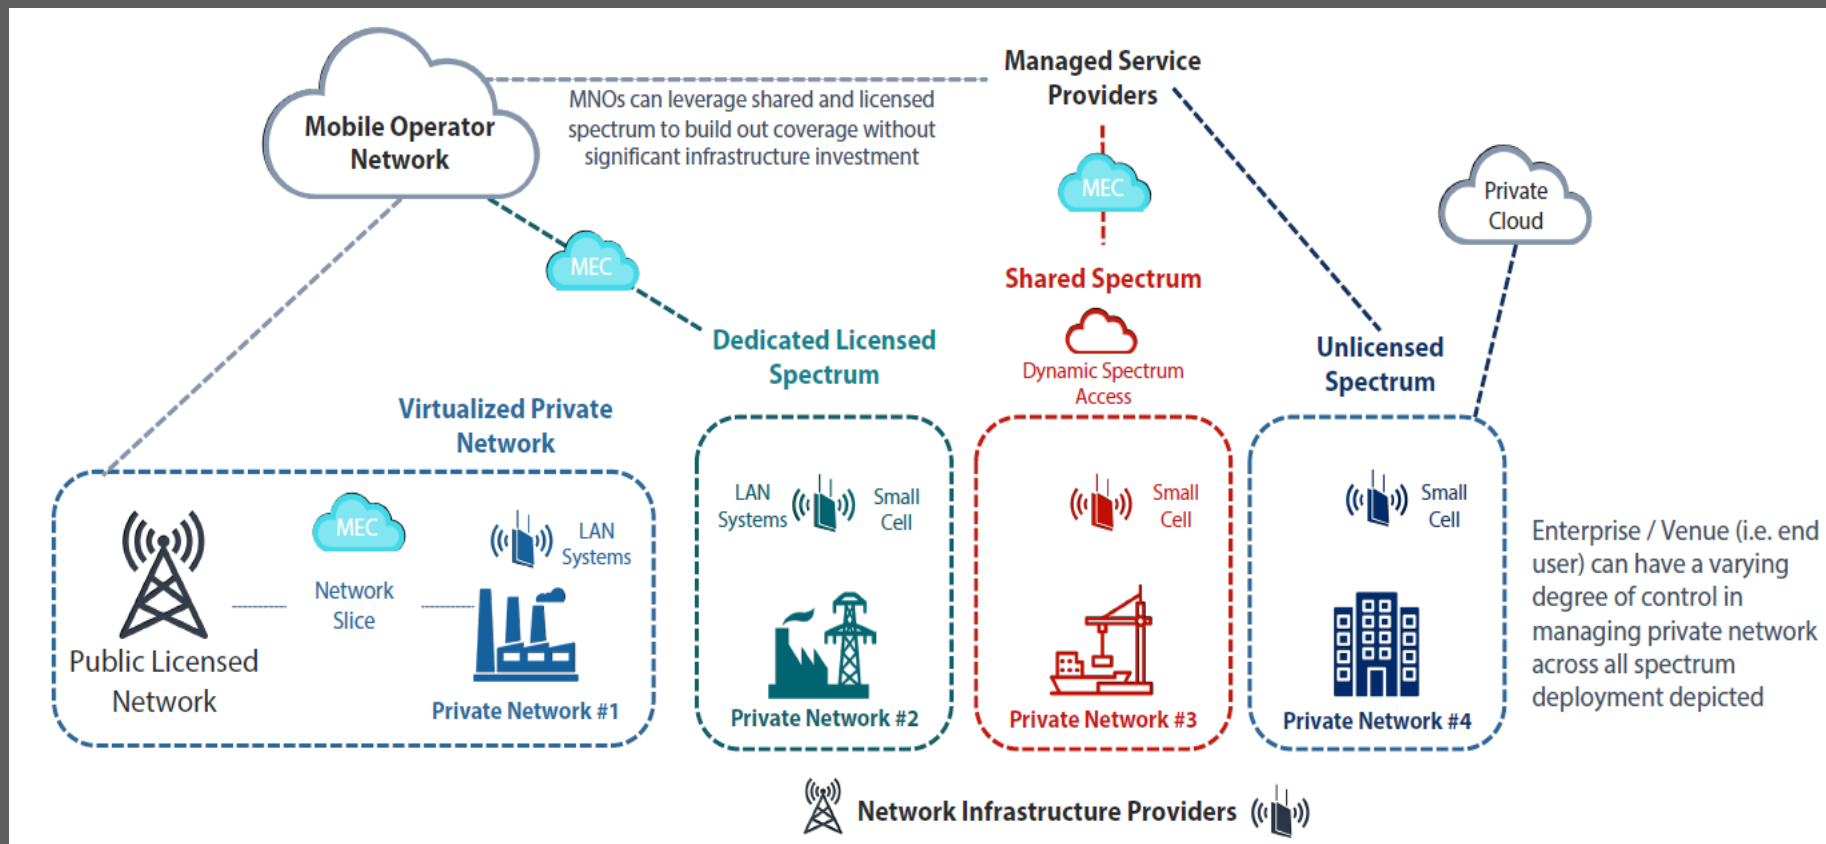 Mobile Operator
Network
MNOs can leverage shared and licensed
spectrum to build out coverage without
significant infrastructure investment
Managed Service
Providers
MEC
Private
Cloud
MEC
Shared Spectrum
Dynamic Spectrum
Access
Dedicated Licensed
Spectrum
Unlicensed
Spectrum
Virtualized Private
Network
MEC
Network
Slice
LAN
Systems
Public Licensed
Network
Private Network #1
LAN
Systems
Small
Cell
Private Network #2
Small
Cell
Private Network #3
Small
Cell
Private Network #4
Enterprise / Venue (i.e. end
user) can have a varying
degree of control in
managing private network
across all spectrum
deployment depicted
Network Infrastructure Providers